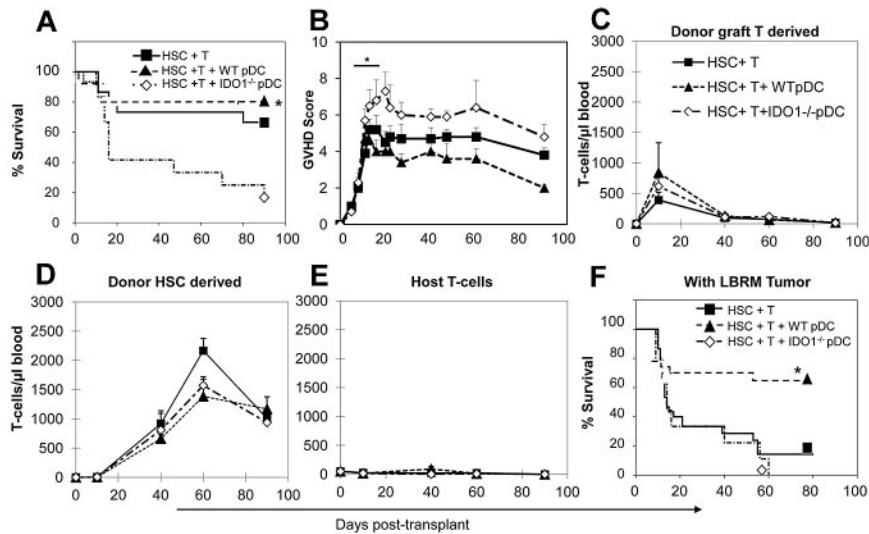 A
HSC + T
HSC +T + WT pDC
HSC +T + IDO1-/- pDC
% Survival
100
80
60
40
20
0
*
0 20 40 60 80 100
B
GVHD Score
10
8
6
4
2
0
*
0 20 40 60 80 100
C
Donor graft T derived
HSC+ T
HSC+ T+ WTpDC
HSC+ T+IDO1-/-pDC
T-cells/µl blood
3000
2500
2000
1500
1000
500
0
0 20 40 60 80 100
D
Donor HSC derived
T-cells/µl blood
3000
2500
2000
1500
1000
500
0
0 20 40 60 80 100
E
Host T-cells
3000
2500
2000
1500
1000
500
0
0 20 40 60 80 100
F
With LBRM Tumor
HSC + T
HSC + T + WT pDC
HSC + T + IDO1-/- pDC
% Survival
100
80
60
40
20
0
*
0 20 40 60 80 100
Days post-transplant